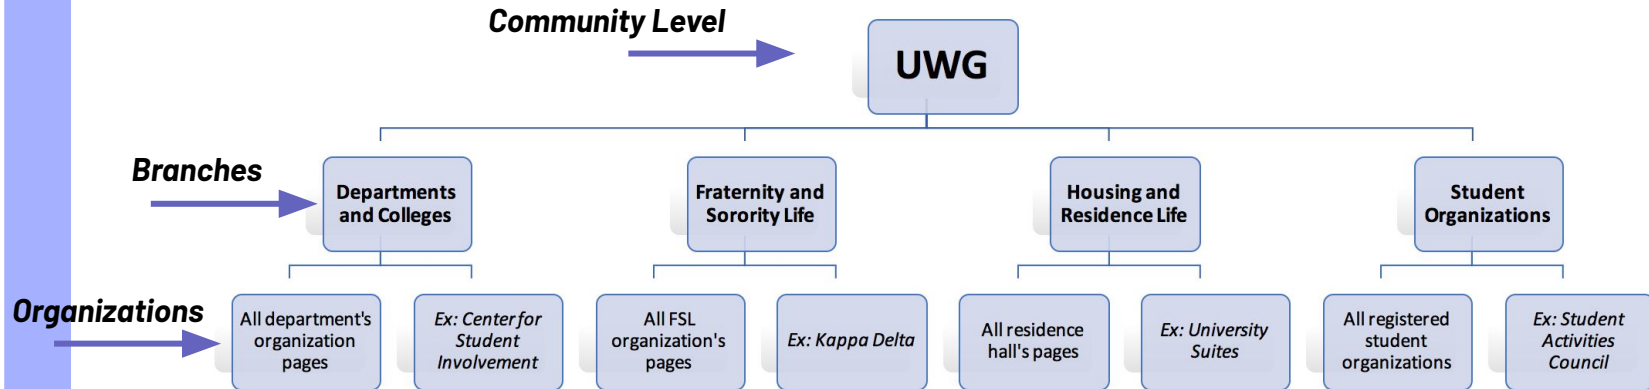 Community Level
UWG
Branches
Departments
and Colleges
Fraternity and
Sorority Life
Housing and
Residence Life
Student
Organizations
Organizations
All department's
organization
pages
Ex: Center for
Student
Involvement
All FSL
organization's
pages
Ex: Kappa Delta
All residence
hall's pages
Ex: University
Suites
All registered
student
organizations
Ex: Student
Activities
Council